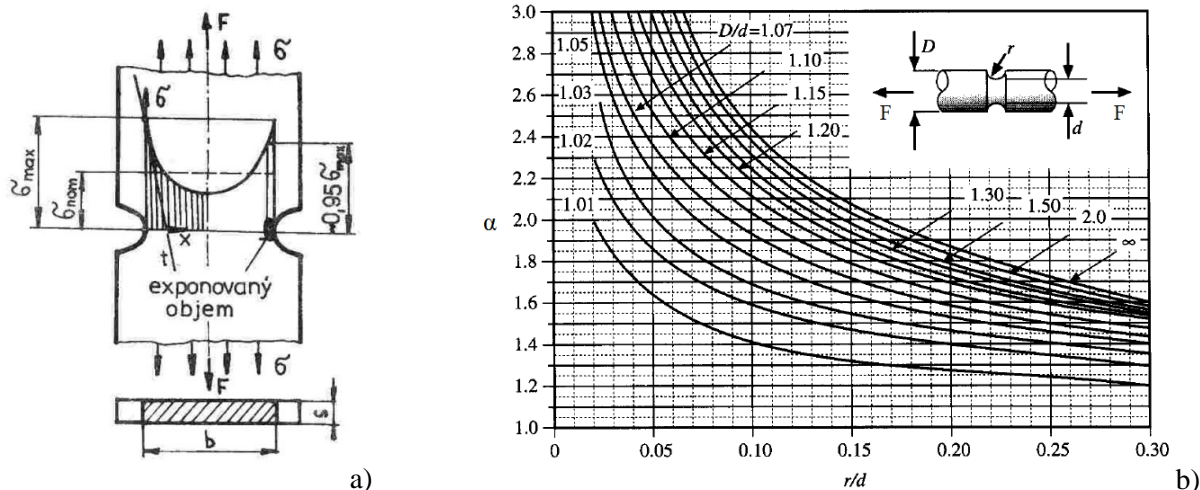 F
σ
σ
σmax
σnom
≈0,95σmax
x
t
exponovaný
objem
σ
F
s
b
a)
3.0
2.8
2.6
2.4
2.2
2.0
1.8
1.6
1.4
1.2
1.0
α
D/d=1.07
1.05
1.03
1.02
1.01
1.10
1.15
1.20
1.30
1.50
2.0
∞
D
r
F
F
d
0
0.05
0.10
0.15
0.20
0.25
0.30
r/d
b)